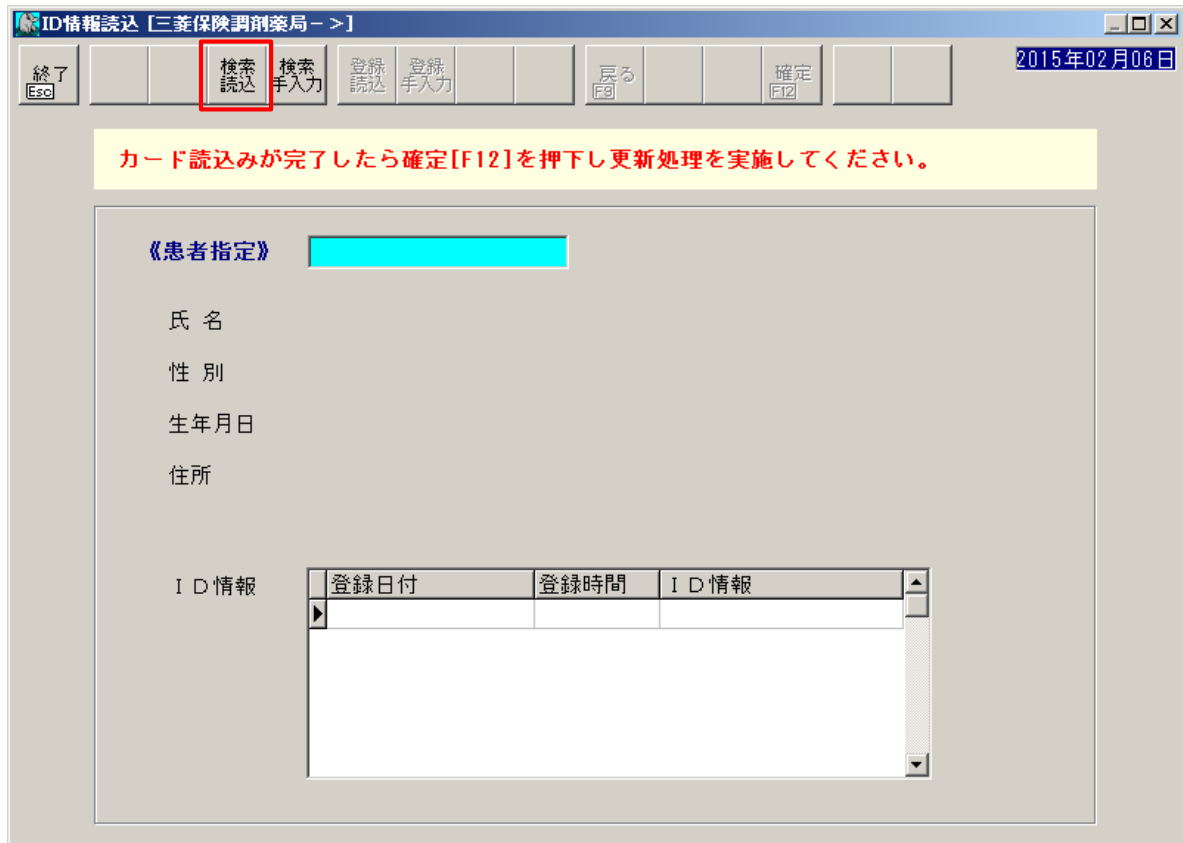 ID情報読込 [三菱保険調剤薬局－>]
終了 Esc
検索読込
検索手入力
登録読込
登録手入力
戻る F9
確定 F12
2015年02月06日
カード読込みが完了したら確定[F12]を押下し更新処理を実施してください。
《患者指定》
氏 名
性 別
生年月日
住所
ＩＤ情報
登録日付 登録時間 ＩＤ情報